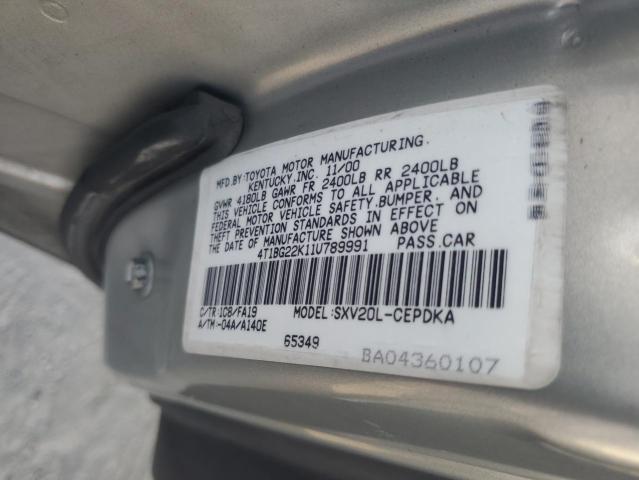 MFD.BY:TOYOTA MOTOR MANUFACTURING.
KENTUCKY,INC. 11/00
GVWR 4180LB GAWR FR 2400LB RR 2400LB
THIS VEHICLE CONFORMS TO ALL APPLICABLE
FEDERAL MOTOR VEHICLE SAFETY,BUMPER, AND
THEFT PREVENTION STANDARDS IN EFFECT ON
THE DATE OF MANUFACTURE SHOWN ABOVE
4T1BG22K11U789991 PASS.CAR
C/TR:1C8/FA19 MODEL:SXV20L-CEPDKA
A/TM:-04A/A140E
65349
BA04360107